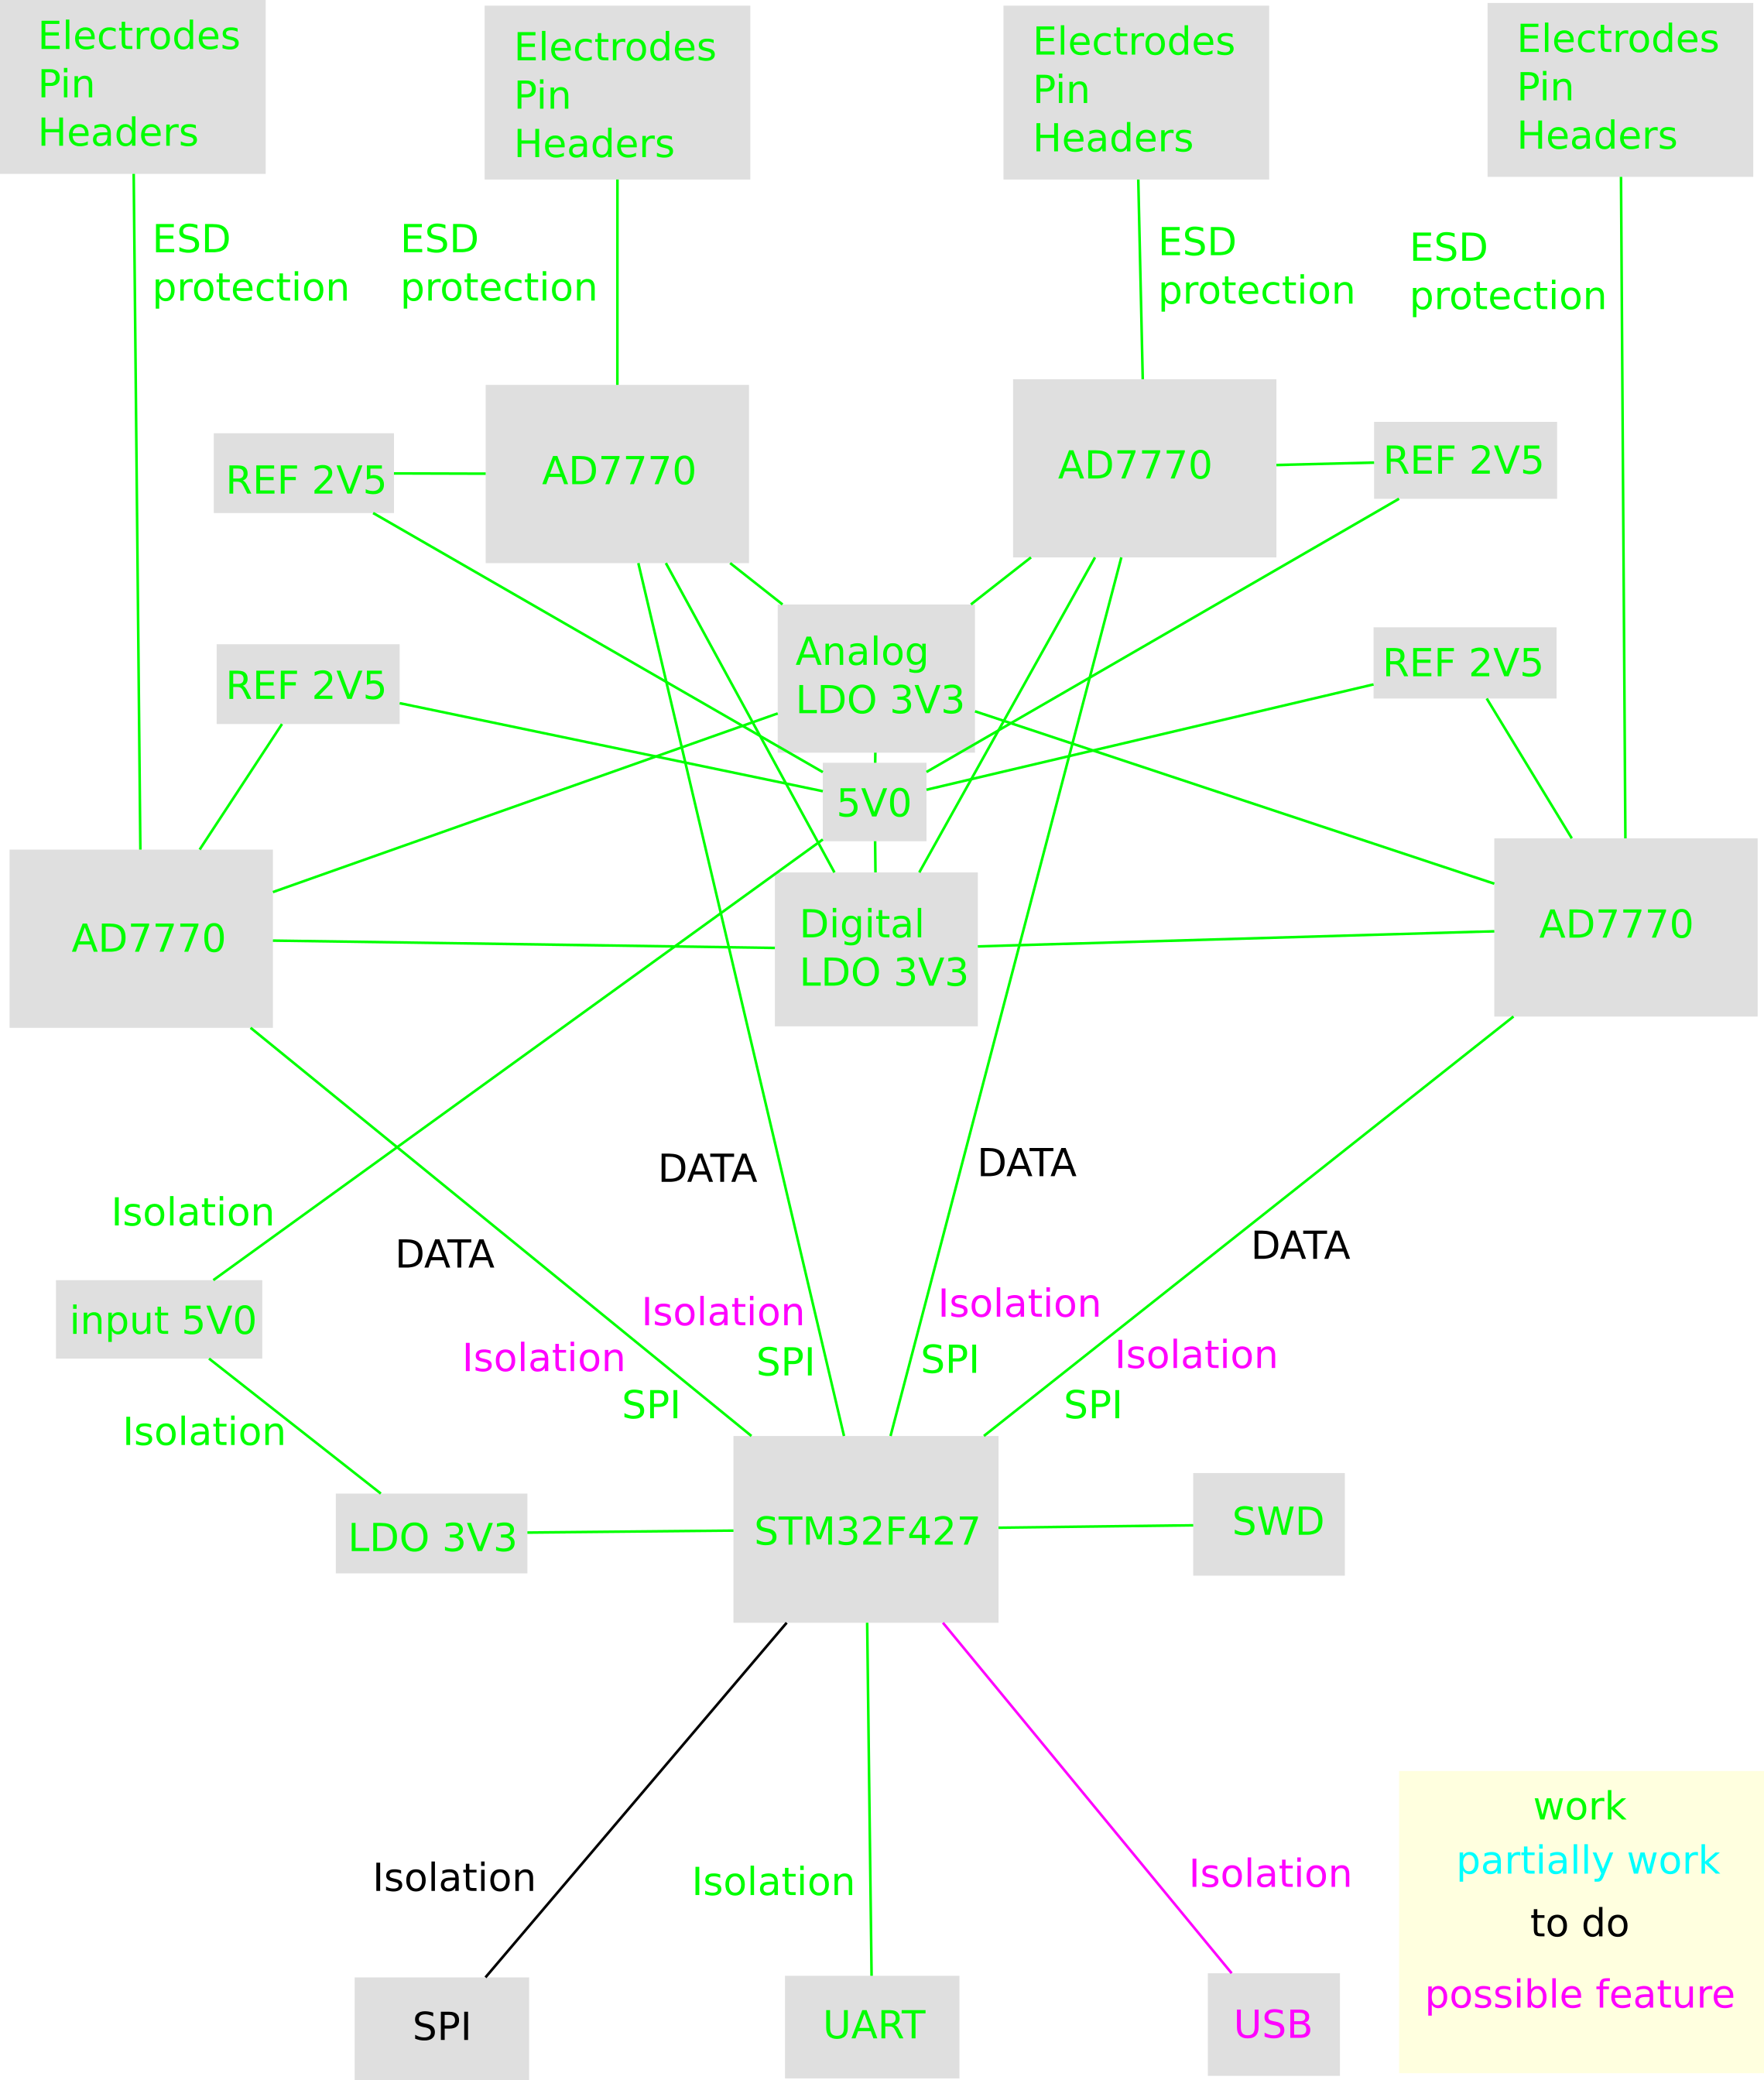 Electrodes
Pin
Headers
Electrodes
Pin
Headers
Electrodes
Pin
Headers
Electrodes
Pin
Headers
ESD
protection
ESD
protection
ESD
protection
ESD
protection
REF 2V5
AD7770
AD7770
REF 2V5
REF 2V5
Analog
LDO 3V3
REF 2V5
5V0
AD7770
Digital
LDO 3V3
AD7770
DATA
DATA
Isolation
DATA
DATA
input 5V0
Isolation
Isolation
Isolation
Isolation
SPI
SPI
SPI
SPI
Isolation
LDO 3V3
STM32F427
SWD
Isolation
Isolation
Isolation
SPI
UART
USB
work
partially work
to do
possible feature